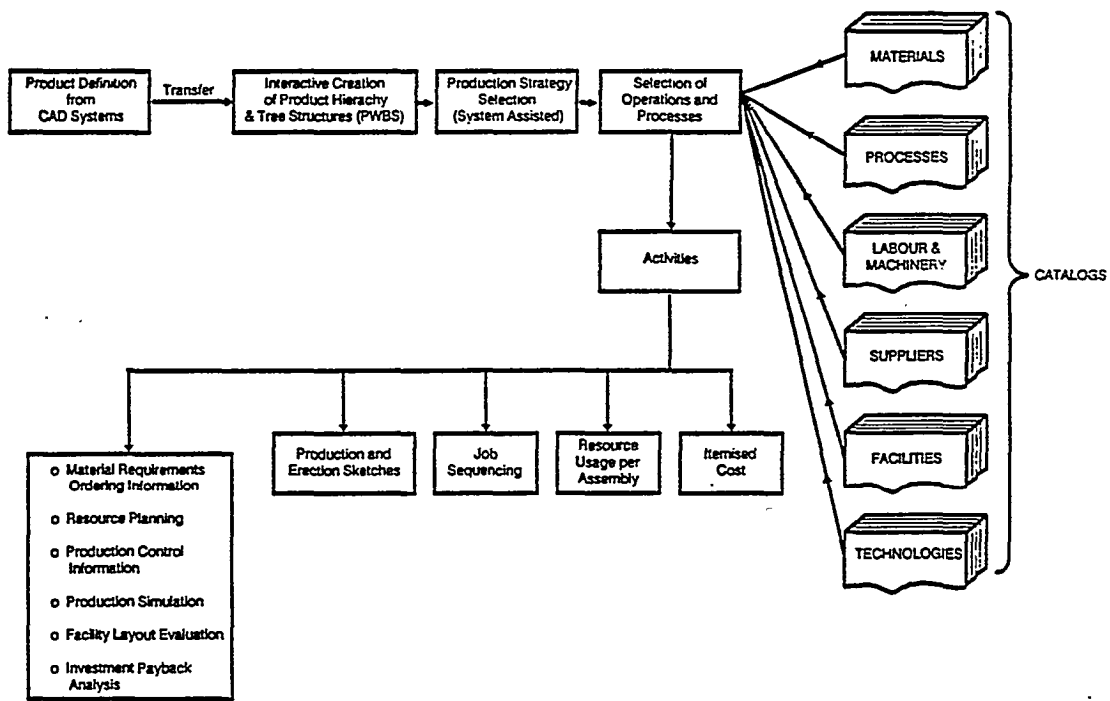 Product Definition
from
CAD Systems
Transfer
Interactive Creation
of Product Hierachy
& Tree Structures (PWBS)
Production Strategy
Selection
(System Assisted)
Selection of
Operations and
Processes
MATERIALS
PROCESSES
LABOUR &
MACHINERY
SUPPLIERS
FACILITIES
TECHNOLOGIES
CATALOGS
Activities
o Material Requirements
Ordering Information
o Resource Planning
o Production Control
Information
o Production Simulation
o Facility Layout Evaluation
o Investment Payback
Analysis
Production and
Erection Sketches
Job
Sequencing
Resource
Usage per
Assembly
Itemised
Cost